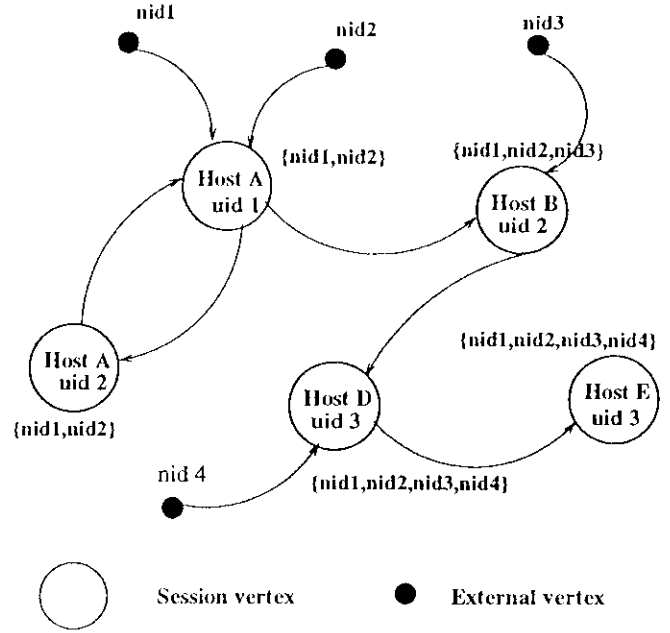 nid1
nid2
nid3
{nid1,nid2}
{nid1,nid2,nid3}
Host A
uid 1
Host B
uid 2
Host A
uid 2
{nid1,nid2}
{nid1,nid2,nid3,nid4}
Host D
uid 3
Host E
uid 3
nid 4
{nid1,nid2,nid3,nid4}
Session vertex
External vertex